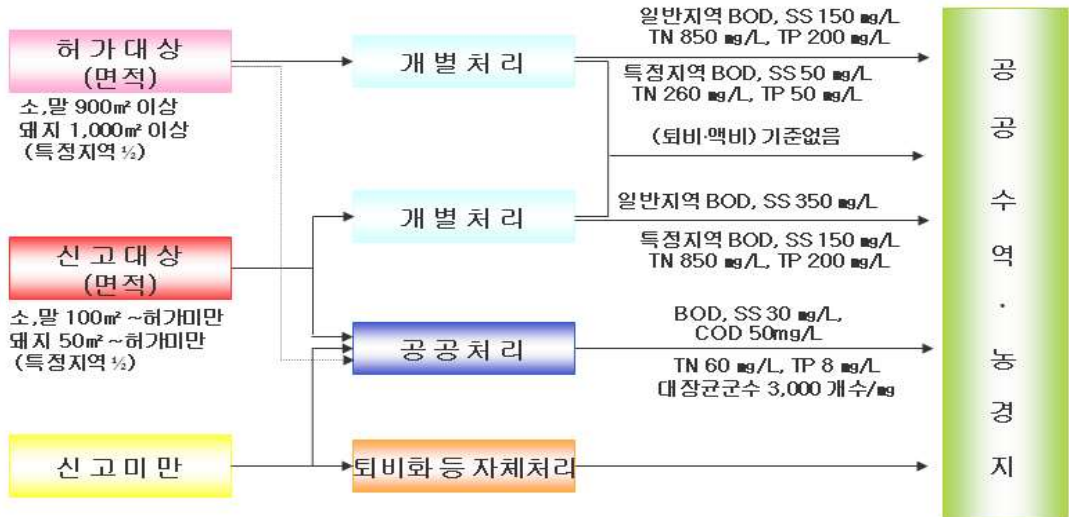 허가대상
(면적)
소,말 900㎡ 이상
돼지 1,000㎡ 이상
(특정지역 ½)
신고대상
(면적)
소,말 100㎡ ~허가미만
돼지 50㎡ ~허가미만
(특정지역 ½)
신고미만
개별처리
개별처리
공공처리
퇴비화 등 자체처리
일반지역 BOD, SS 150 ㎎/L
TN 850 ㎎/L, TP 200 ㎎/L
특정지역 BOD, SS 50 ㎎/L
TN 260 ㎎/L, TP 50 ㎎/L
(퇴비·액비) 기준없음
일반지역 BOD, SS 350 ㎎/L
특정지역 BOD, SS 150 ㎎/L
TN 850 ㎎/L, TP 200 ㎎/L
BOD, SS 30 ㎎/L,
COD 50mg/L
TN 60 ㎎/L, TP 8 ㎎/L
대장균군수 3,000 개수/㎎
공공 수역·농경지